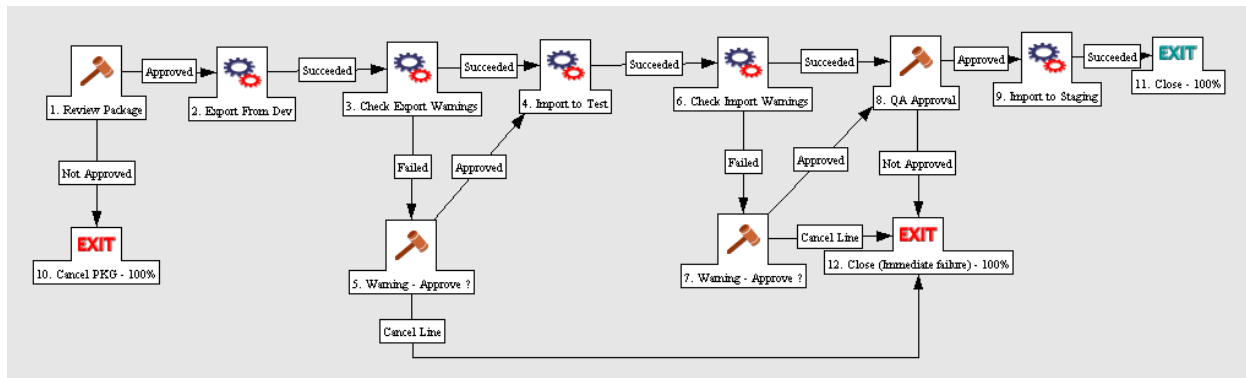 Approved
1. Review Package
Succeeded
2. Export From Dev
Succeeded
3. Check Export Warnings
Succeeded
4. Import to Test
Succeeded
6. Check Import Warnings
Approved
8. QA Approval
Succeeded
9. Import to Staging
EXIT
11. Close - 100%
Not Approved
Failed
Approved
Failed
Approved
Not Approved
EXIT
10. Cancel PKG - 100%
5. Warning - Approve ?
Cancel Line
7. Warning - Approve ?
Cancel Line
EXIT
12. Close (Immediate failure) - 100%